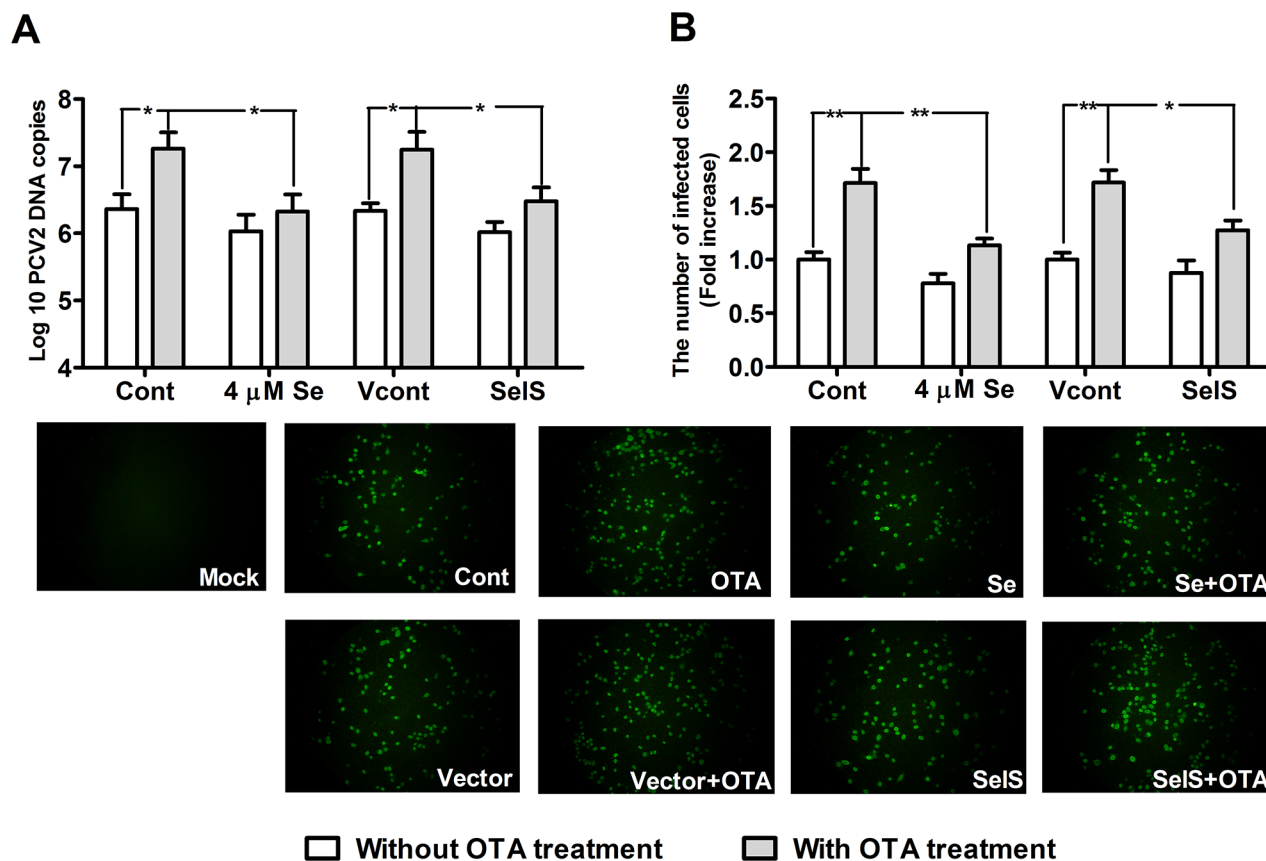 A
B
Log 10 PCV2 DNA copies
8
7
6
5
4
* * * *
Cont 4 μM Se Vcont SelS
The number of infected cells
(Fold increase)
2.5
2.0
1.5
1.0
0.5
0.0
** ** ** *
Cont 4 μM Se Vcont SelS
Mock Cont OTA Se Se+OTA
Vector Vector+OTA SelS SelS+OTA
Without OTA treatment With OTA treatment